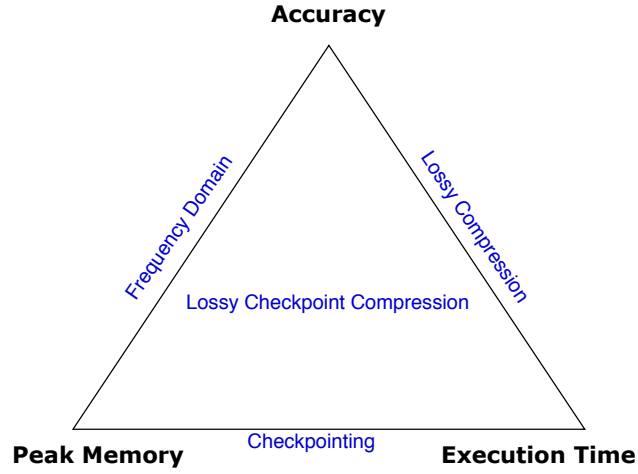 Accuracy
Frequency Domain
Lossy Compression
Lossy Checkpoint Compression
Peak Memory
Checkpointing
Execution Time